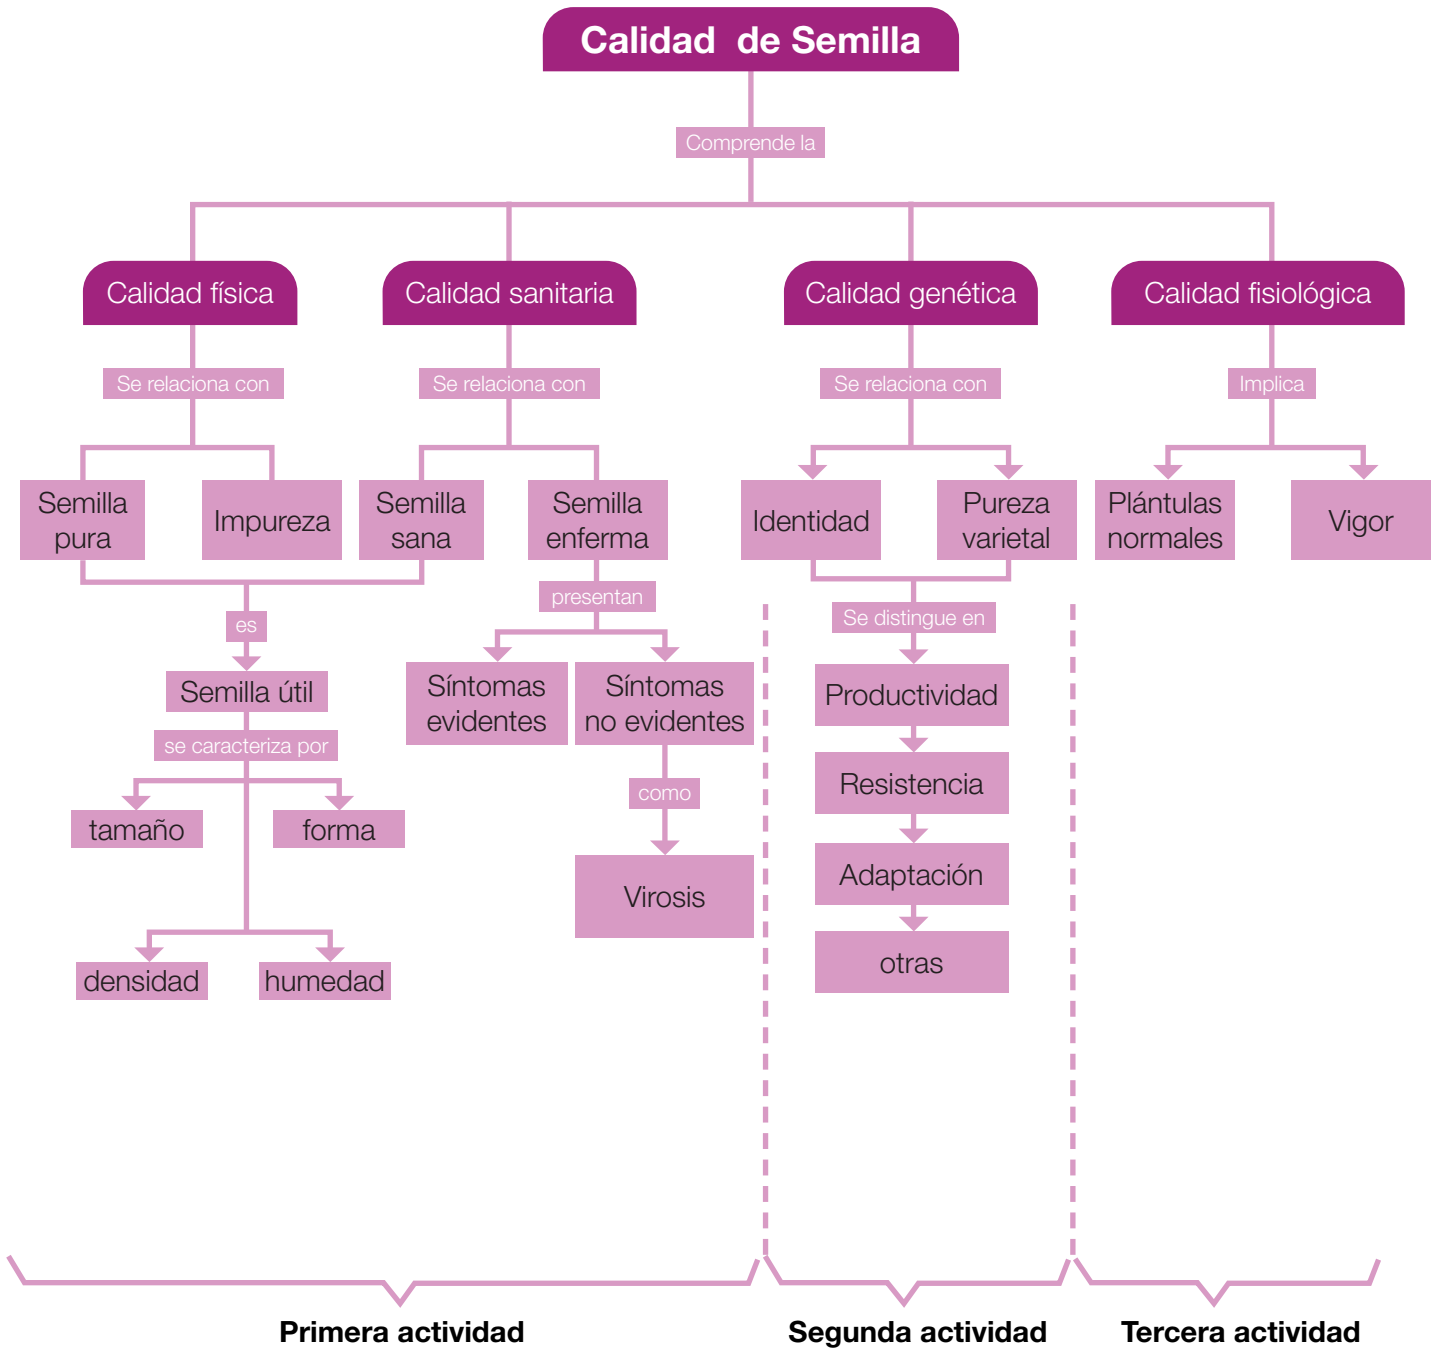 Calidad de Semilla
Comprende la
Calidad física
Calidad sanitaria
Calidad genética
Calidad fisiológica
Se relaciona con
Se relaciona con
Se relaciona con
Implica
Semilla
pura
Impureza
Semilla
sana
Semilla
enferma
Identidad
Pureza
varietal
Plántulas
normales
Vigor
es
presentan
Se distingue en
Semilla útil
Síntomas
evidentes
Síntomas
no evidentes
Productividad
se caracteriza por
como
Resistencia
tamaño
forma
Virosis
Adaptación
densidad
humedad
otras
Primera actividad
Segunda actividad
Tercera actividad